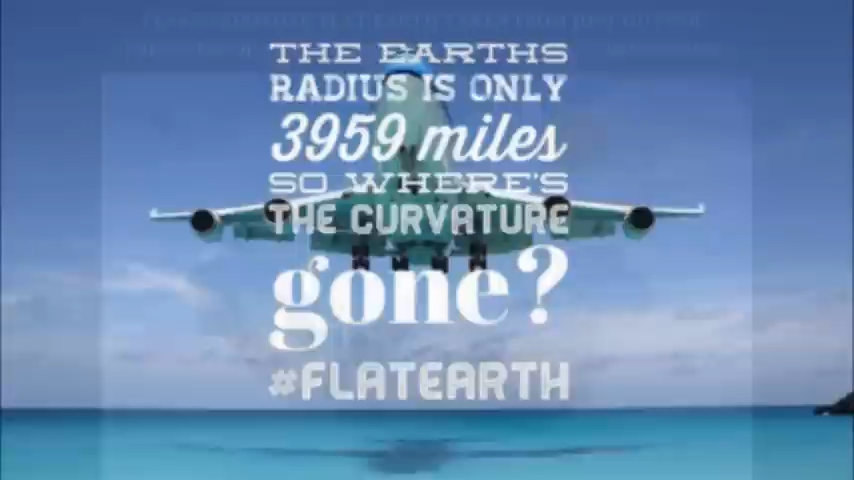 THE EARTHS
RADIUS IS ONLY
3959 miles
SO WHERE'S
THE CURVATURE
gone?
#FLATEARTH